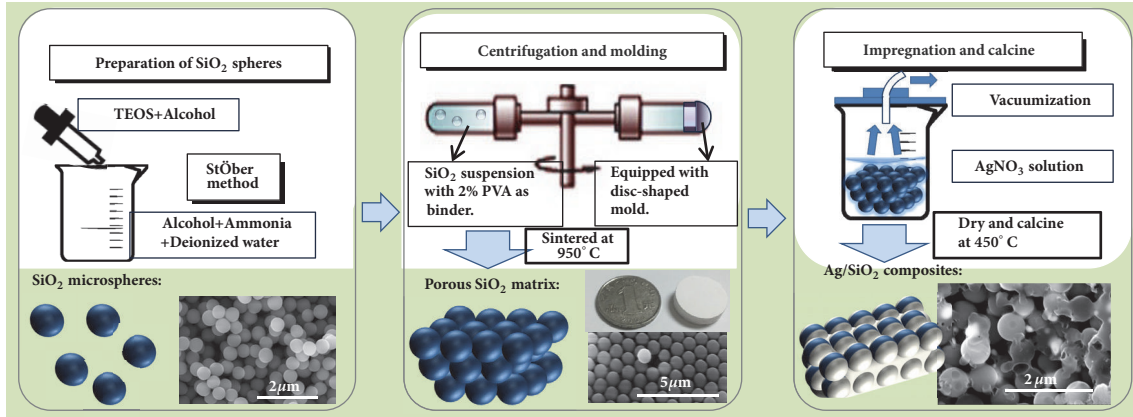 Preparation of SiO₂ spheres
TEOS+Alcohol
StÖber
method
Alcohol+Ammonia
+Deionized water
SiO₂ microspheres:
2μm
Centrifugation and molding
SiO₂ suspension
with 2% PVA as
binder.
Equipped with
disc-shaped
mold.
Sintered at
950°C
Porous SiO₂ matrix:
5μm
Impregnation and calcine
Vacuumization
AgNO₃ solution
Dry and calcine
at 450°C
Ag/SiO₂ composites:
2 μm